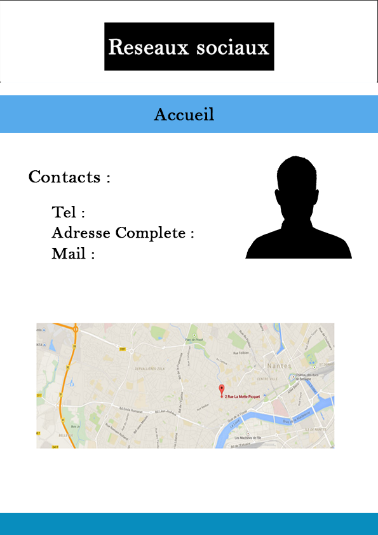 Reseaux sociaux
Accueil
Contacts :
Tel :
Adresse Complete :
Mail :
Nantes